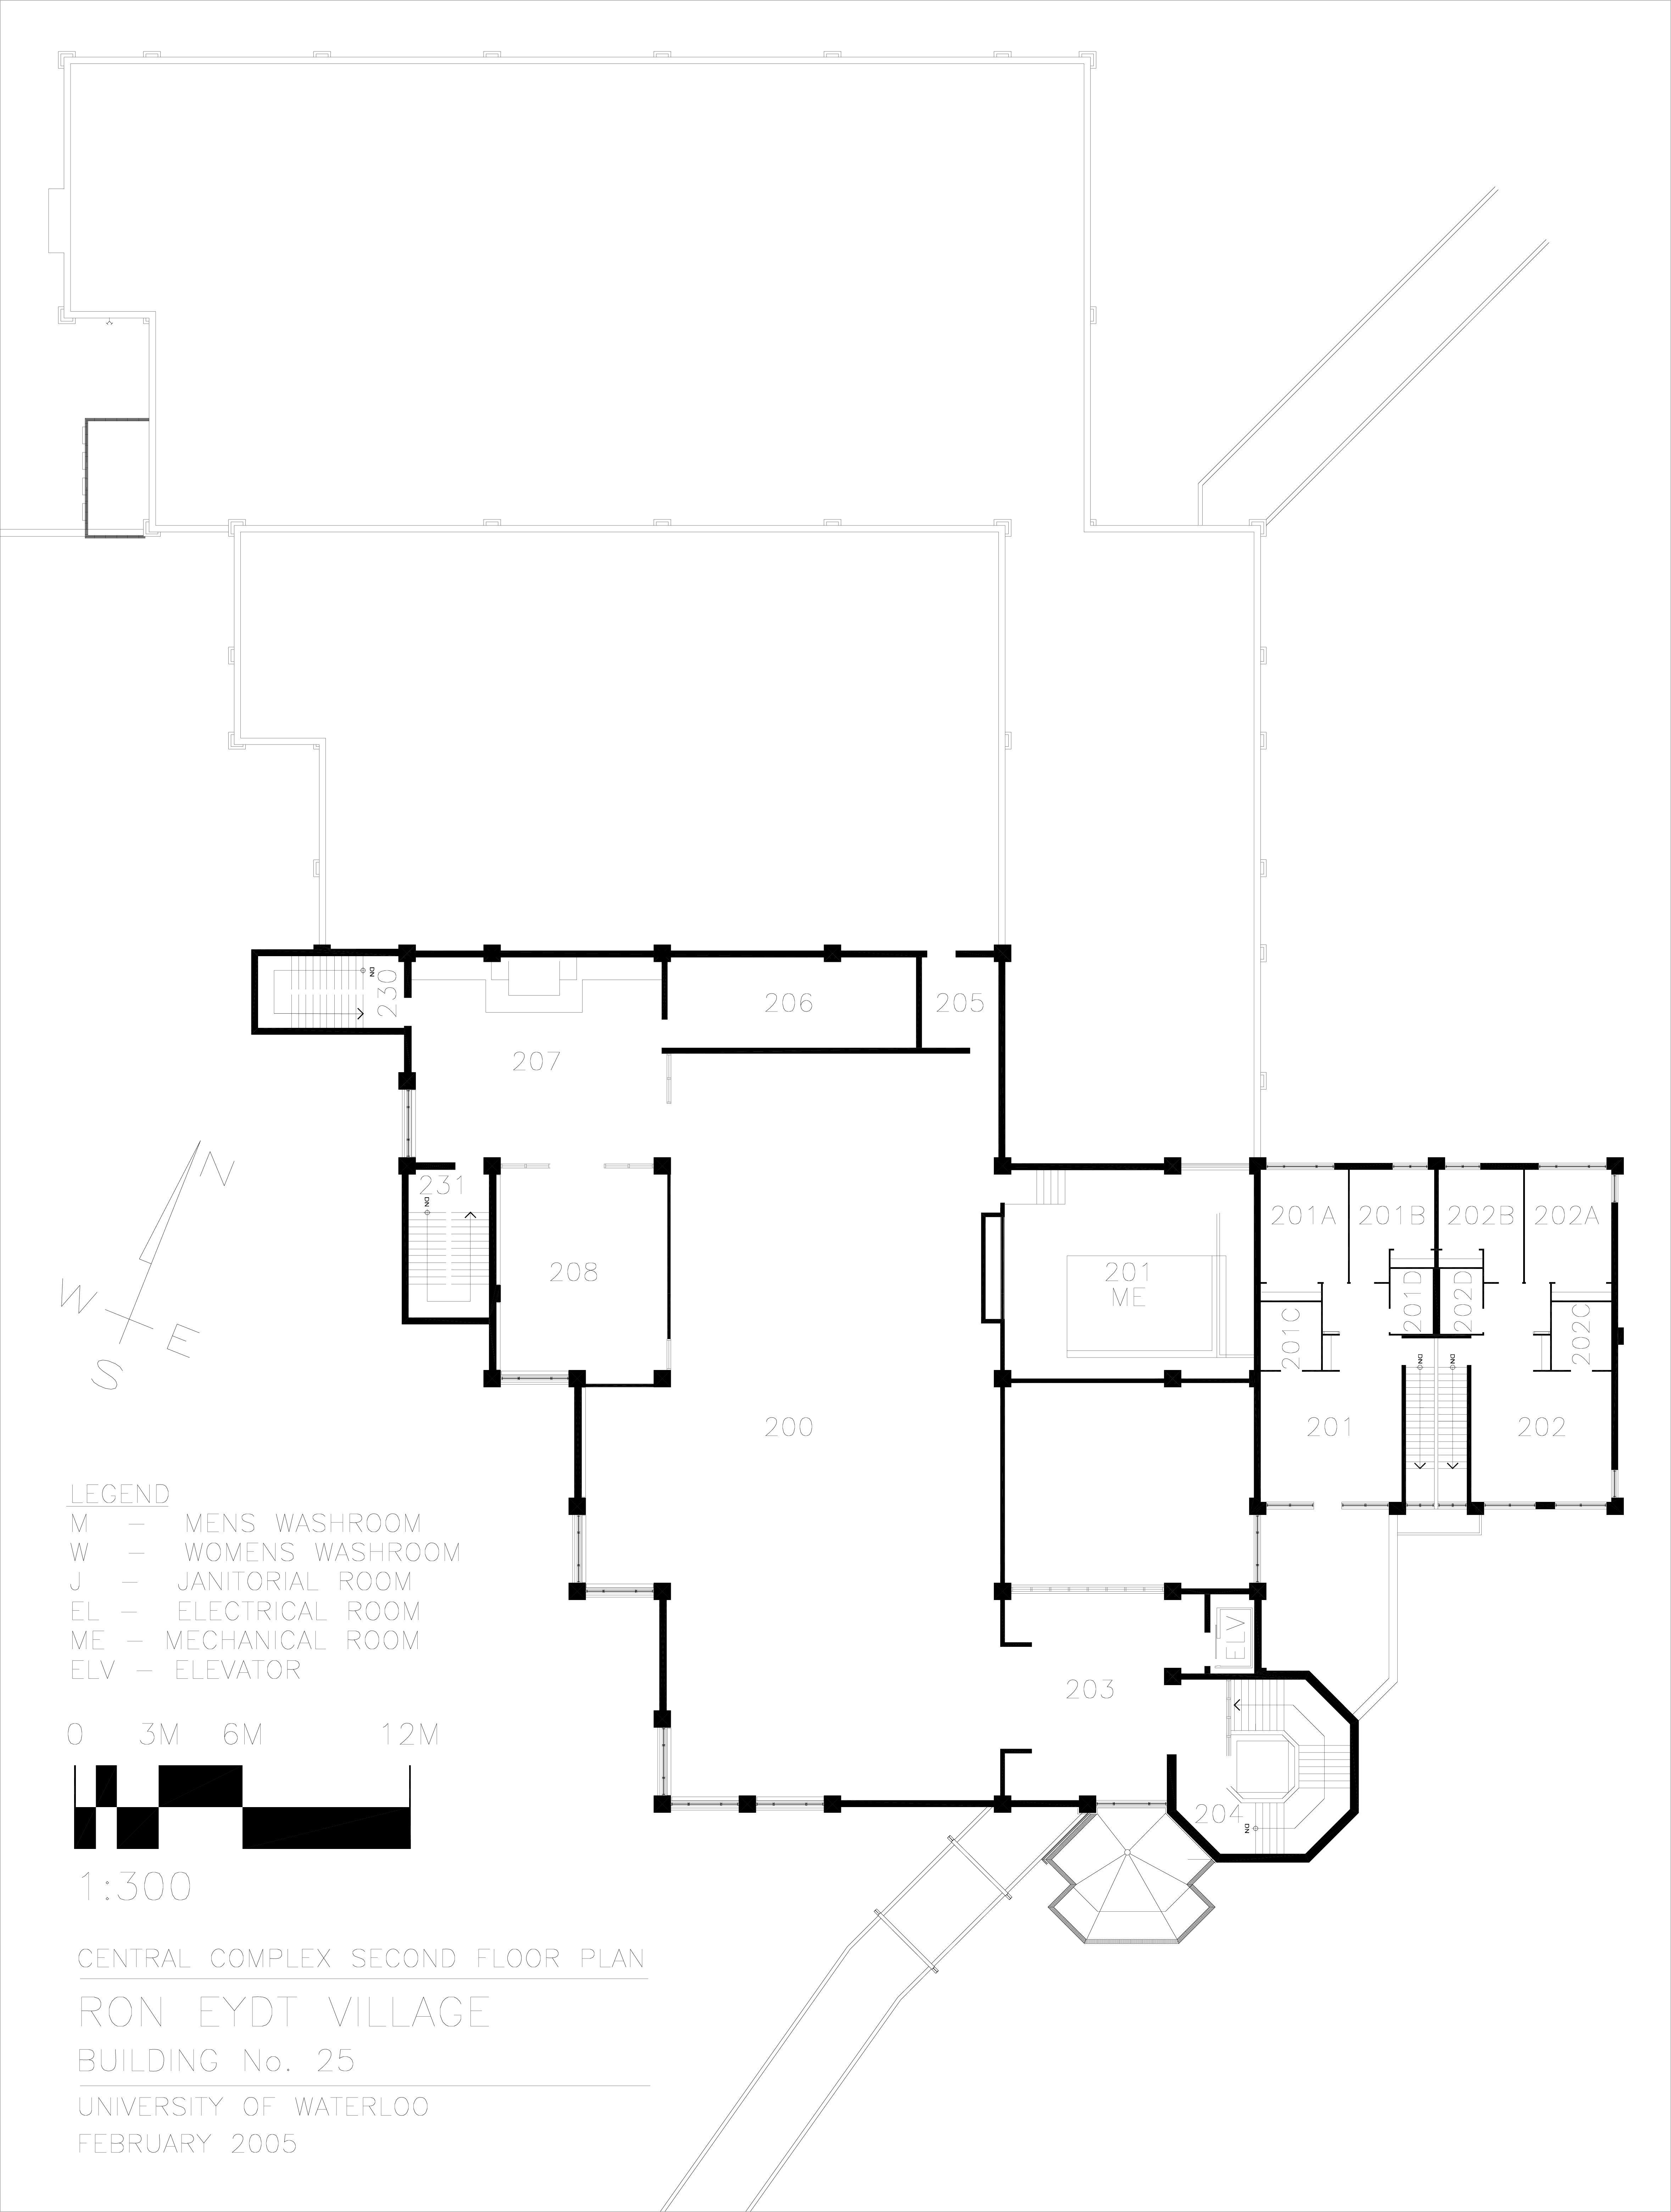 DN
230
206
205
207
N
231
DN
201A
201B
202B
202A
208
201
ME
W
E
S
201C
201D
202D
202C
DN
DN
200
201
202
LEGEND
M - MENS WASHROOM
W - WOMENS WASHROOM
J - JANITORIAL ROOM
EL - ELECTRICAL ROOM
ME - MECHANICAL ROOM
ELV - ELEVATOR
ELV
203
0 3M 6M 12M
204
DN
1:300
CENTRAL COMPLEX SECOND FLOOR PLAN
RON EYDT VILLAGE
BUILDING No. 25
UNIVERSITY OF WATERLOO
FEBRUARY 2005